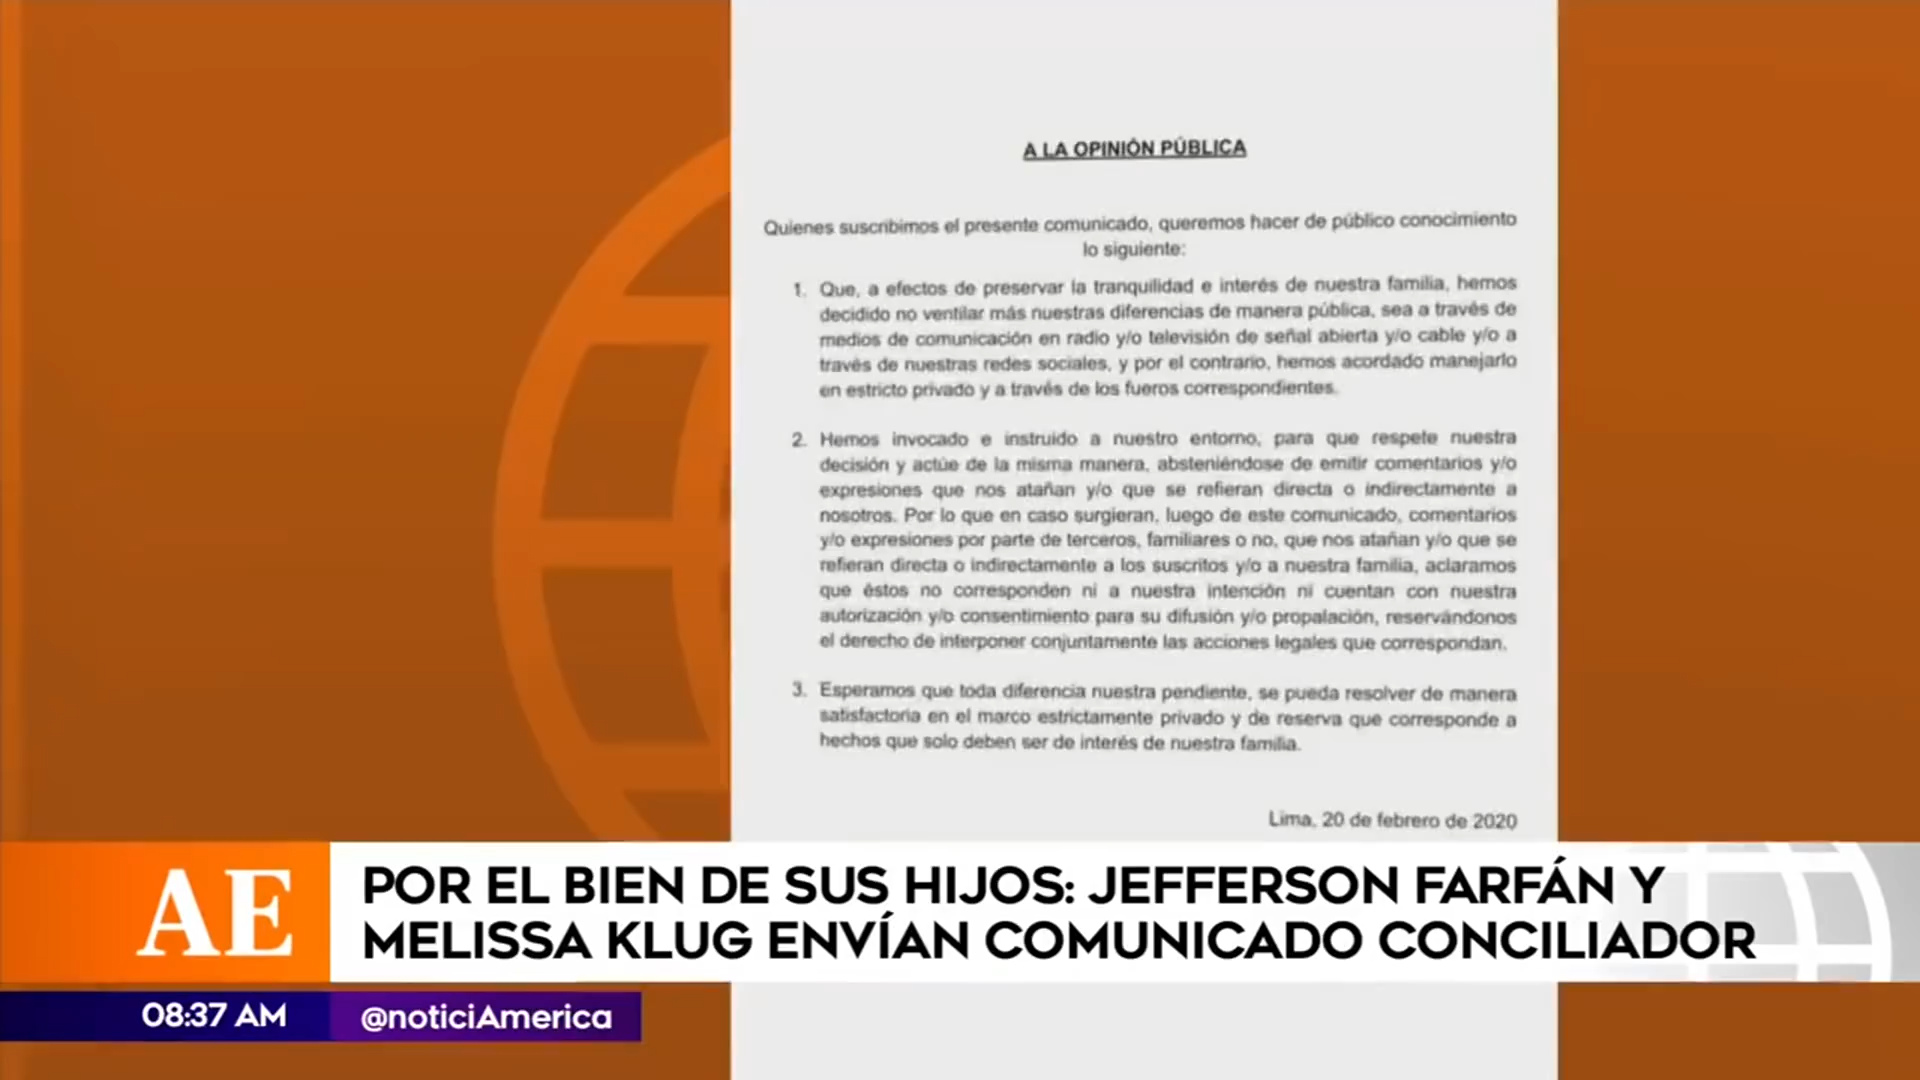 A LA OPINIÓN PÚBLICA
Quienes suscribimos el presente comunicado, queremos hacer de público conocimiento
lo siguiente:
1. Que, a efectos de preservar la tranquilidad e interés de nuestra familia, hemos
decidido no ventilar más nuestras diferencias de manera pública, sea a través de
medios de comunicación en radio y/o televisión de señal abierta y/o cable y/o a
través de nuestras redes sociales, y por el contrario, hemos acordado manejarlo
en estricto privado y a través de los fueros correspondientes.
2. Hemos invocado e instruido a nuestro entorno, para que respete nuestra
decisión y actúe de la misma manera, absteniéndose de emitir comentarios y/o
expresiones que nos atañan y/o que se refieran directa o indirectamente a
nosotros. Por lo que en caso surgieran, luego de este comunicado, comentarios
y/o expresiones por parte de terceros, familiares o no, que nos atañan y/o que se
refieran directa o indirectamente a los suscritos y/o a nuestra familia, aclaramos
que éstos no corresponden ni a nuestra intención ni cuentan con nuestra
autorización y/o consentimiento para su difusión y/o propalación, reservándonos
el derecho de interponer conjuntamente las acciones legales que correspondan.
3. Esperamos que toda diferencia nuestra pendiente, se pueda resolver de manera
satisfactoria en el marco estrictamente privado y de reserva que corresponde a
hechos que solo deben ser de interés de nuestra familia.
Lima, 20 de febrero de 2020
AE
POR EL BIEN DE SUS HIJOS: JEFFERSON FARFÁN Y
MELISSA KLUG ENVÍAN COMUNICADO CONCILIADOR
08:37 AM
@noticiAmerica